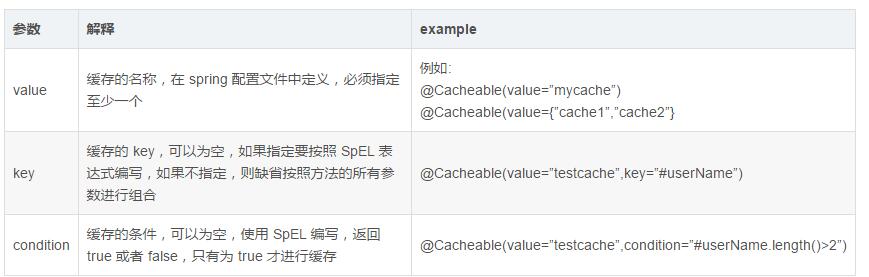 参数 解释 example
value
缓存的名称，在 spring 配置文件中定义，必须指定
至少一个
例如:
@Cacheable(value=”mycache”)
@Cacheable(value={”cache1”,”cache2”}
key
缓存的 key，可以为空，如果指定要按照 SpEL 表
达式编写，如果不指定，则缺省按照方法的所有参
数进行组合
@Cacheable(value=”testcache”,key=”#userName”)
condition
缓存的条件，可以为空，使用 SpEL 编写，返回
true 或者 false，只有为 true 才进行缓存
@Cacheable(value=”testcache”,condition=”#userName.length()>2”)